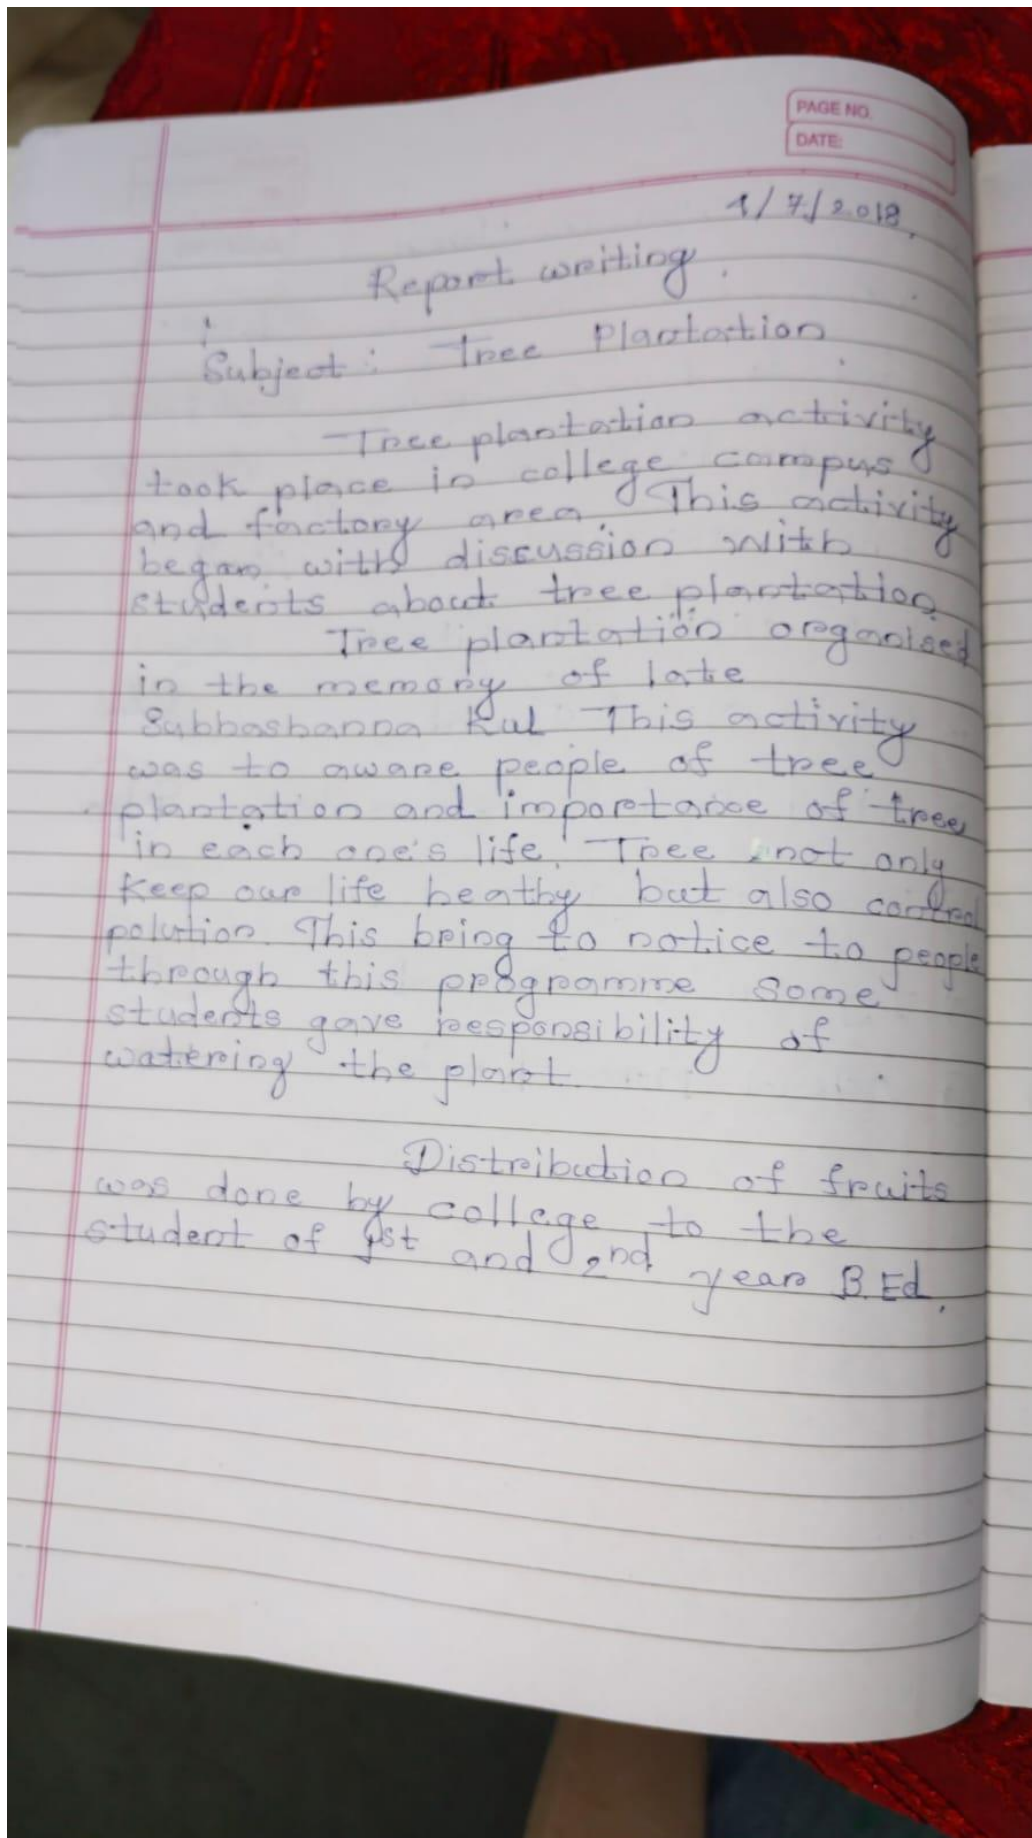 PAGE NO.
DATE:
1/7/2018
Report writing.
Subject: Tree Plantation
Tree plantation activity
took place in college campus
and factory area. This activity
began with discussion with
students about tree plantation.
Tree plantation organised
in the memory of late
Subhashanna Kul This activity
was to aware people of tree
plantation and importance of tree
in each one's life. Tree not only
keep our life heathy but also control
polution. This bring to notice to people
through this programme some
students gave responsibility of
watering the plant.
Distribution of fruits
was done by college to the
student of Ist and 2nd year B.Ed.